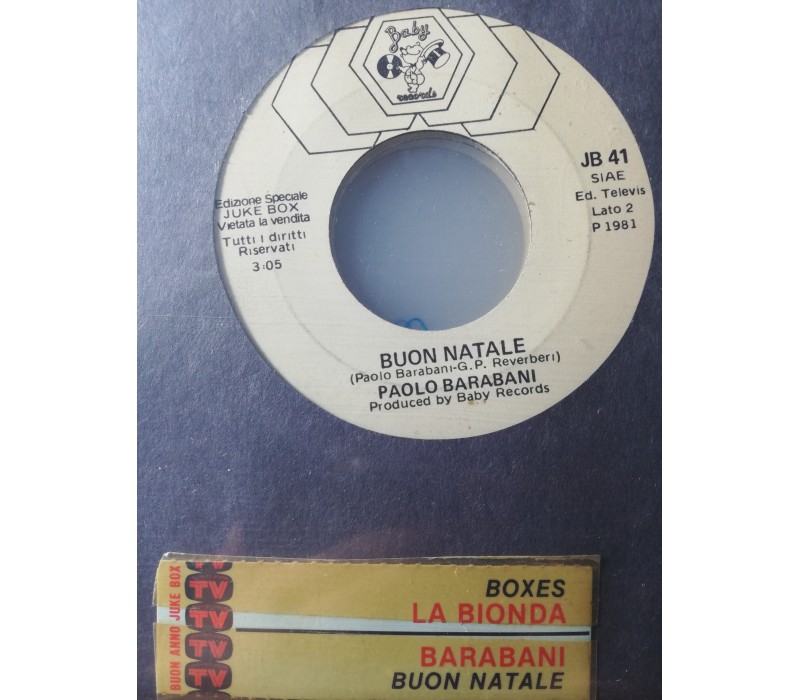 Baby
records
JB 41
SIAE
Ed. Televis
Lato 2
P 1981
Edizione Speciale
JUKE BOX
Vietata la vendita
Tutti i diritti
Riservati
3:05
BUON NATALE
(Paolo Barabani-G.P. Reverberi)
PAOLO BARABANI
Produced by Baby Records
BUON ANNO JUKE BOX
TV
TV
TV
TV
TV
BOXES
LA BIONDA
BARABANI
BUON NATALE